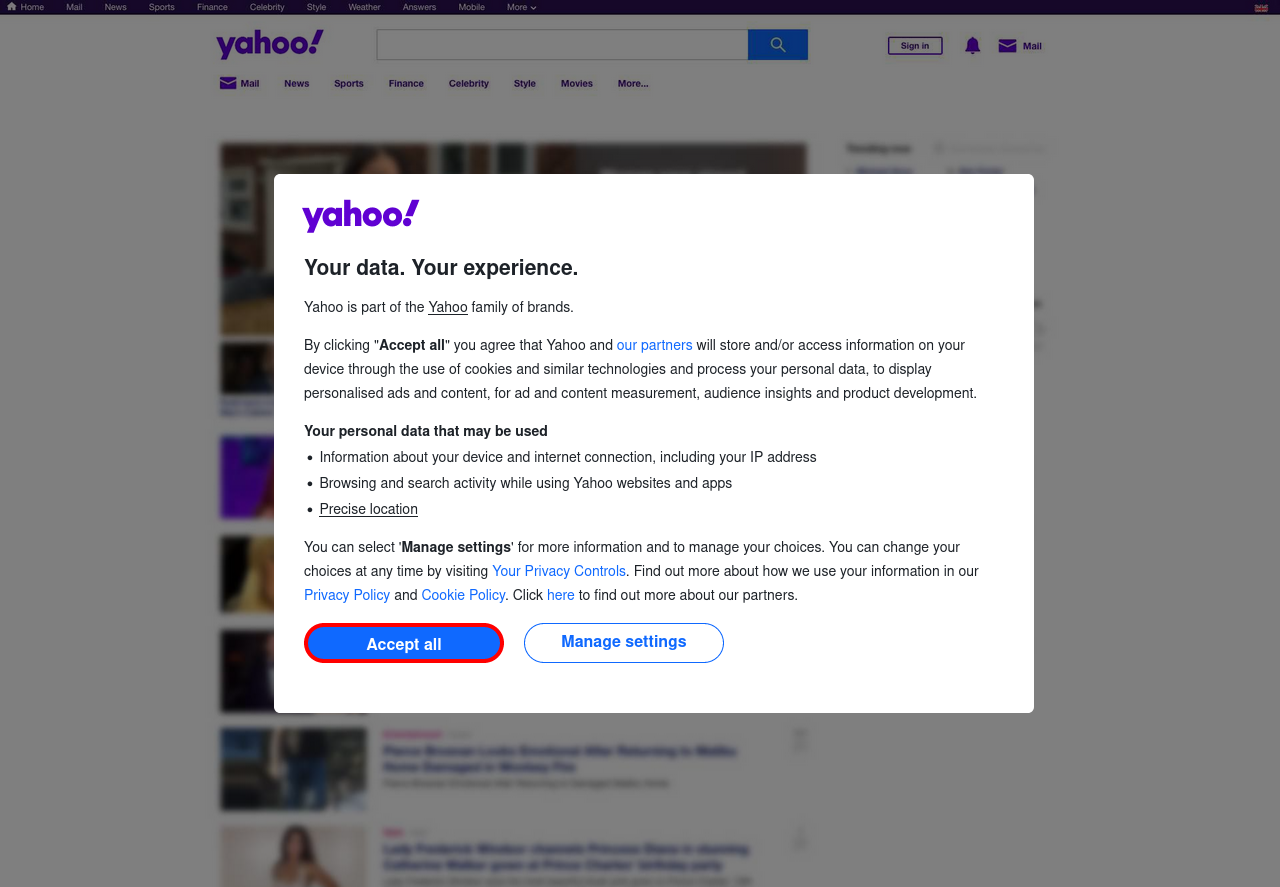 Home Mail News Sports Finance Celebrity Style Weather Answers Mobile More
yahoo!
Sign in
Mail
Mail News Sports Finance Celebrity Style Movies More...
Trending now
yahoo!
Your data. Your experience.
Yahoo is part of the Yahoo family of brands.
By clicking "Accept all" you agree that Yahoo and our partners will store and/or access information on your
device through the use of cookies and similar technologies and process your personal data, to display
personalised ads and content, for ad and content measurement, audience insights and product development.
Your personal data that may be used
• Information about your device and internet connection, including your IP address
• Browsing and search activity while using Yahoo websites and apps
• Precise location
You can select 'Manage settings' for more information and to manage your choices. You can change your
choices at any time by visiting Your Privacy Controls. Find out more about how we use your information in our
Privacy Policy and Cookie Policy. Click here to find out more about our partners.
Accept all
Manage settings
Pierce Brosnan Looks Emotional After Returning to Malibu
Home Damaged in Woolsey Fire
Lady Frederick Windsor channels Princess Diana in stunning
Catherine Walker gown at Prince Charles' birthday party